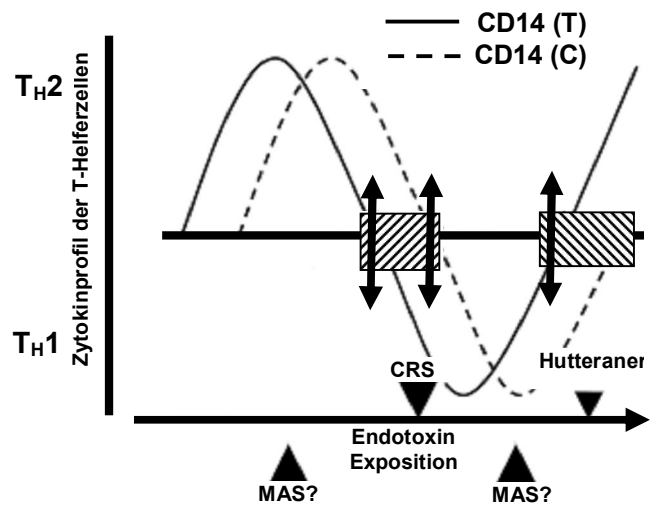 CD14 (T)
CD14 (C)
TH2
Zytokinprofil der T-Helferzellen
TH1
CRS
Hutteraner
Endotoxin
Exposition
MAS?
MAS?